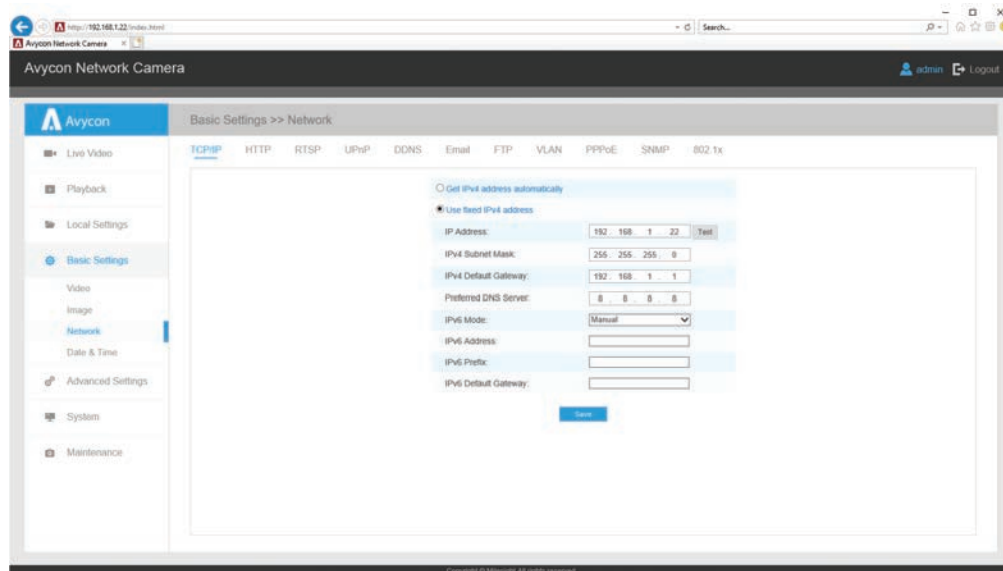 http://192.168.1.22/index.html
Search...
Avycon Network Camera
Avycon Network Camera
admin
Logout
Avycon
Basic Settings >> Network
TCP/IP HTTP RTSP UPnP DDNS Email FTP VLAN PPPoE SNMP 802.1x
Live Video
Playback
Local Settings
Basic Settings
Video
Image
Network
Date & Time
Advanced Settings
System
Maintenance
Get IPv4 address automatically
Use fixed IPv4 address
IP Address: 192 . 168 . 1 . 22 Test
IPv4 Subnet Mask: 255 . 255 . 255 . 0
IPv4 Default Gateway: 192 . 168 . 1 . 1
Preferred DNS Server: 8 . 8 . 8 . 8
IPv6 Mode: Manual
IPv6 Address:
IPv6 Prefix:
IPv6 Default Gateway:
Save